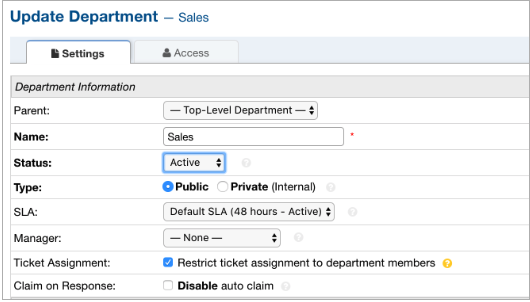 Update Department — Sales
Settings
Access
Department Information
Parent: — Top-Level Department —
Name: Sales *
Status: Active ?
Type: Public Private (Internal) ?
SLA: Default SLA (48 hours - Active) ?
Manager: — None — ?
Ticket Assignment: Restrict ticket assignment to department members ?
Claim on Response: Disable auto claim ?